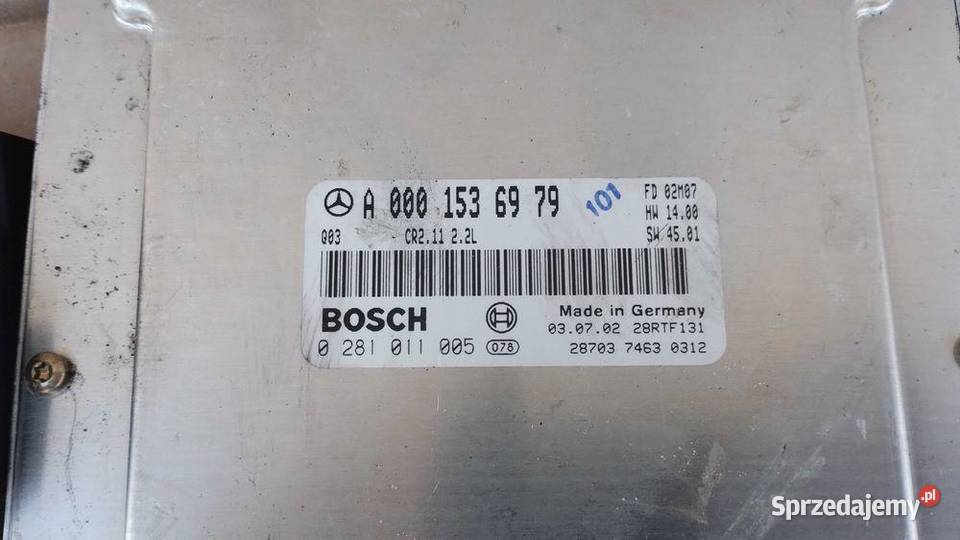 A 000 153 69 79
101
FD 02M07
HW 14.00
Q03 CR2.11 2.2L
SW 45.01
BOSCH
Made in Germany
03.07.02 28RTF131
0 281 011 005 078
28703 7463 0312
Sprzedajemy.pl